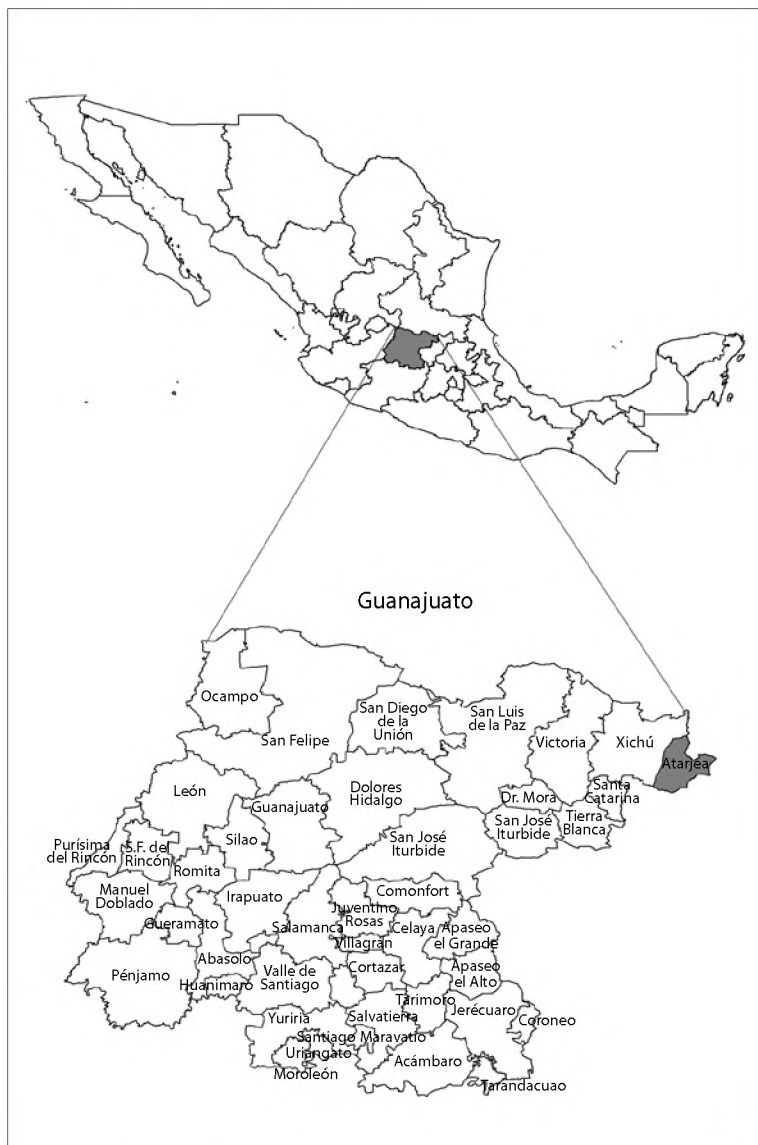 Guanajuato
Ocampo
San Felipe
San Diego
de la
Unión
San Luis
de la Paz
Victoria
Xichú
Atarjea
León
Guanajuato
Dolores
Hidalgo
Dr. Mora
Santa
Catarina
San José
Iturbide
Tierra
Blanca
Purísima
del Rincón
S.F. del
Rincón
Silao
San José
Iturbide
Romita
Manuel
Doblado
Irapuato
Comonfort
Gueramato
Salamanca
Juventino
Rosas
Villagrán
Celaya
Apaseo
el Grande
Pénjamo
Abasolo
Huanimaro
Valle de
Santiago
Cortazar
Apaseo
el Alto
Tarimoro
Jerécuaro
Coroneo
Yuriria
Salvatierra
Santiago Maravatio
Uriangato
Moroleón
Acámbaro
Tarandacuao